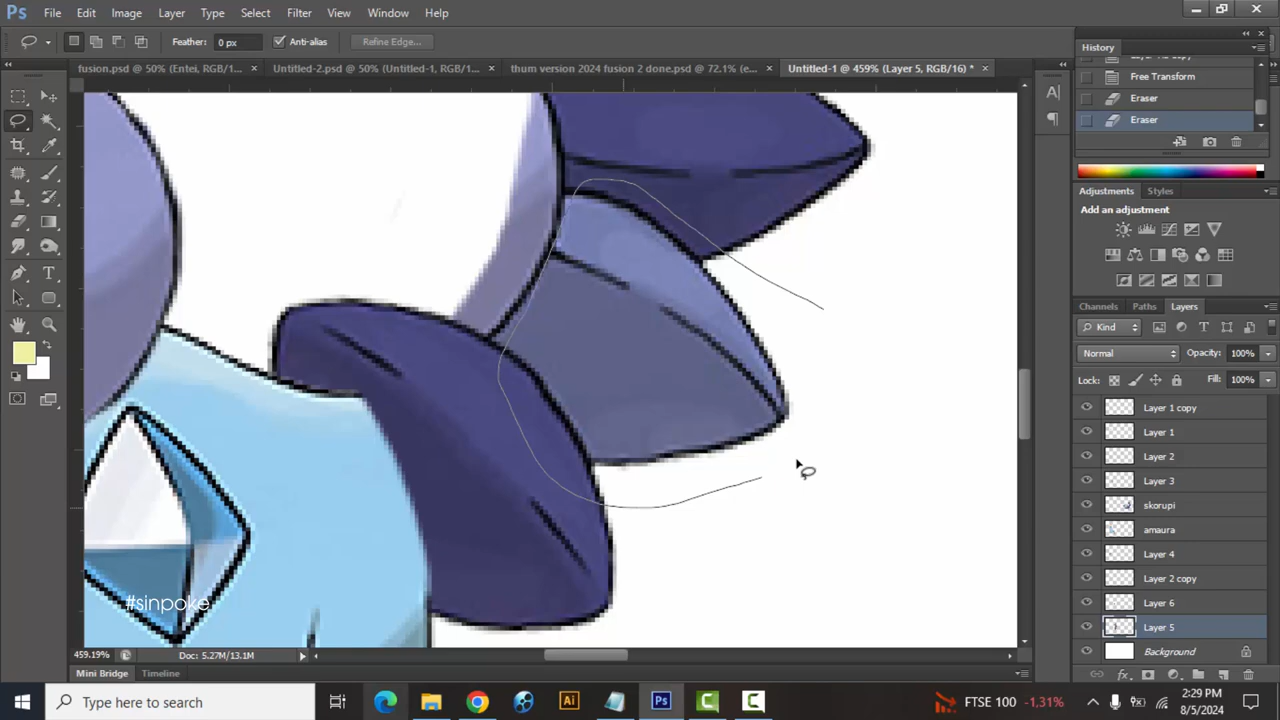 Ps File Edit Image Layer Type Select Filter View Window Help
Feather: 0 px Anti-alias Refine Edge...
fusion.psd @ 50% (Entei, RGB/1... × Untitled-2.psd @ 50% (Untitled-1, RGB/1... × thum version 2024 fusion 2 done.psd @ 72.1% (e... × Untitled-1 @ 459% (Layer 5, RGB/16) * ×
History
Free Transform
Eraser
Eraser
Adjustments Styles
Add an adjustment
Channels Paths Layers
Kind
Normal Opacity: 100%
Lock: Fill: 100%
Layer 1 copy
Layer 1
Layer 2
Layer 3
skorupi
amaura
Layer 4
Layer 2 copy
Layer 6
Layer 5
Background
#sinpoke
459.19% Doc: 5.27M/13.1M
Mini Bridge Timeline
Type here to search
Ai Ps
FTSE 100 -1,31%
2:29 PM
8/5/2024